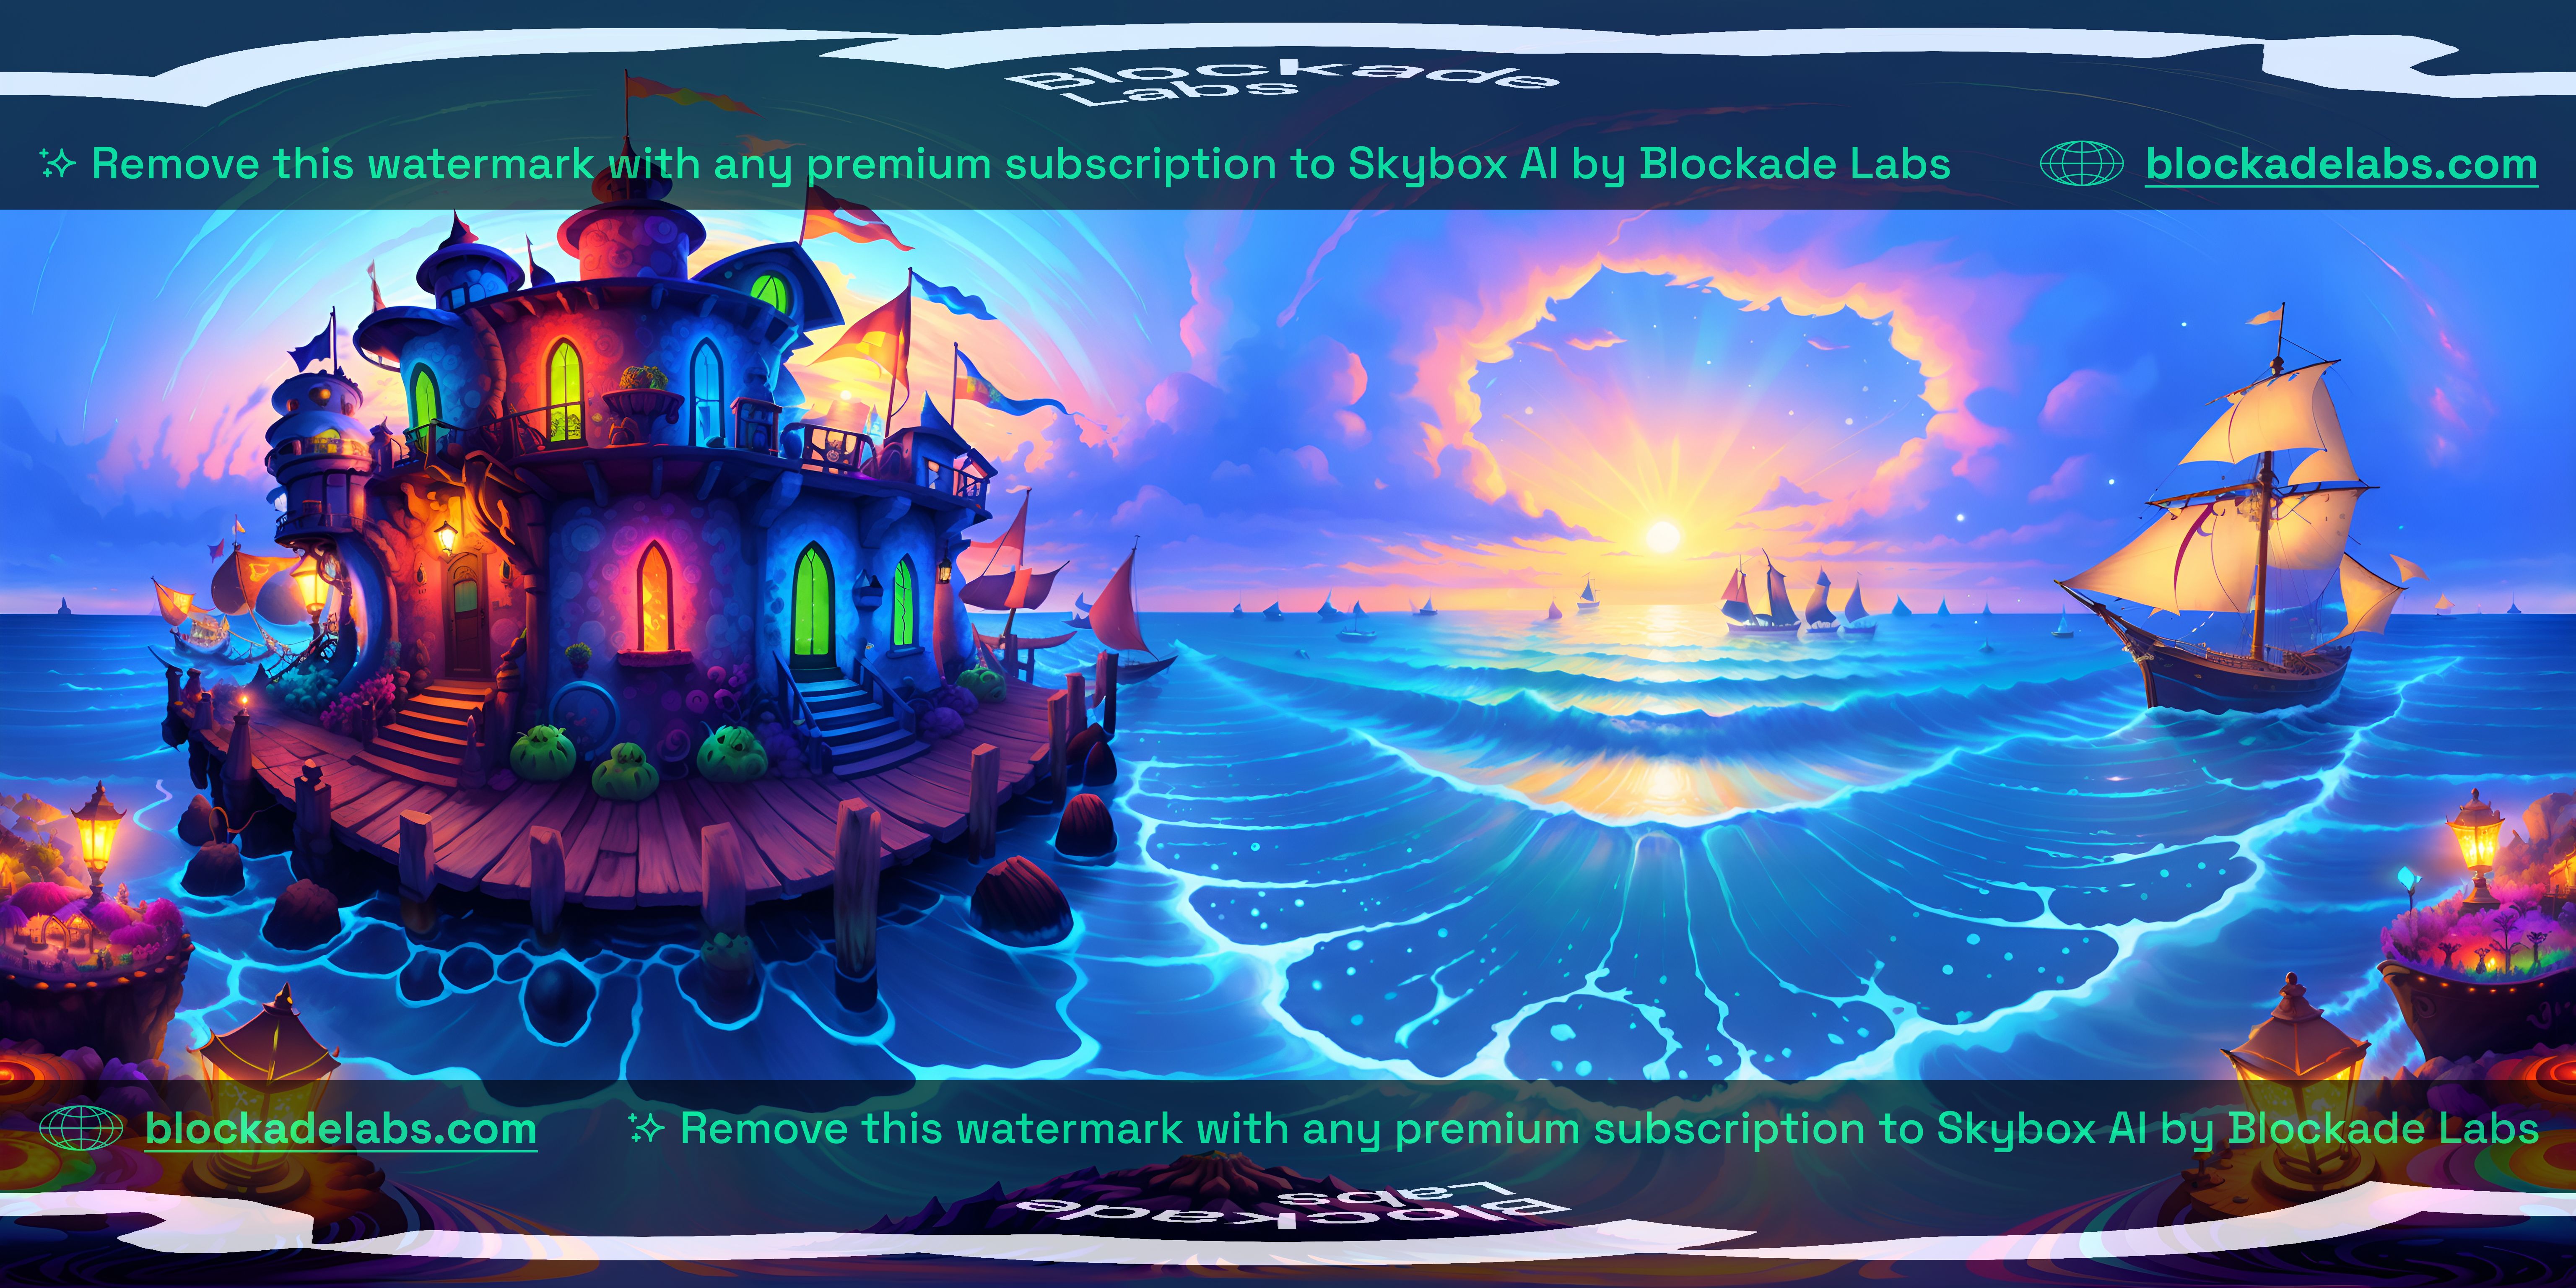 Blockade
Labs
Remove this watermark with any premium subscription to Skybox AI by Blockade Labs
blockadelabs.com
blockadelabs.com
Remove this watermark with any premium subscription to Skybox AI by Blockade Labs
Blockade
Labs